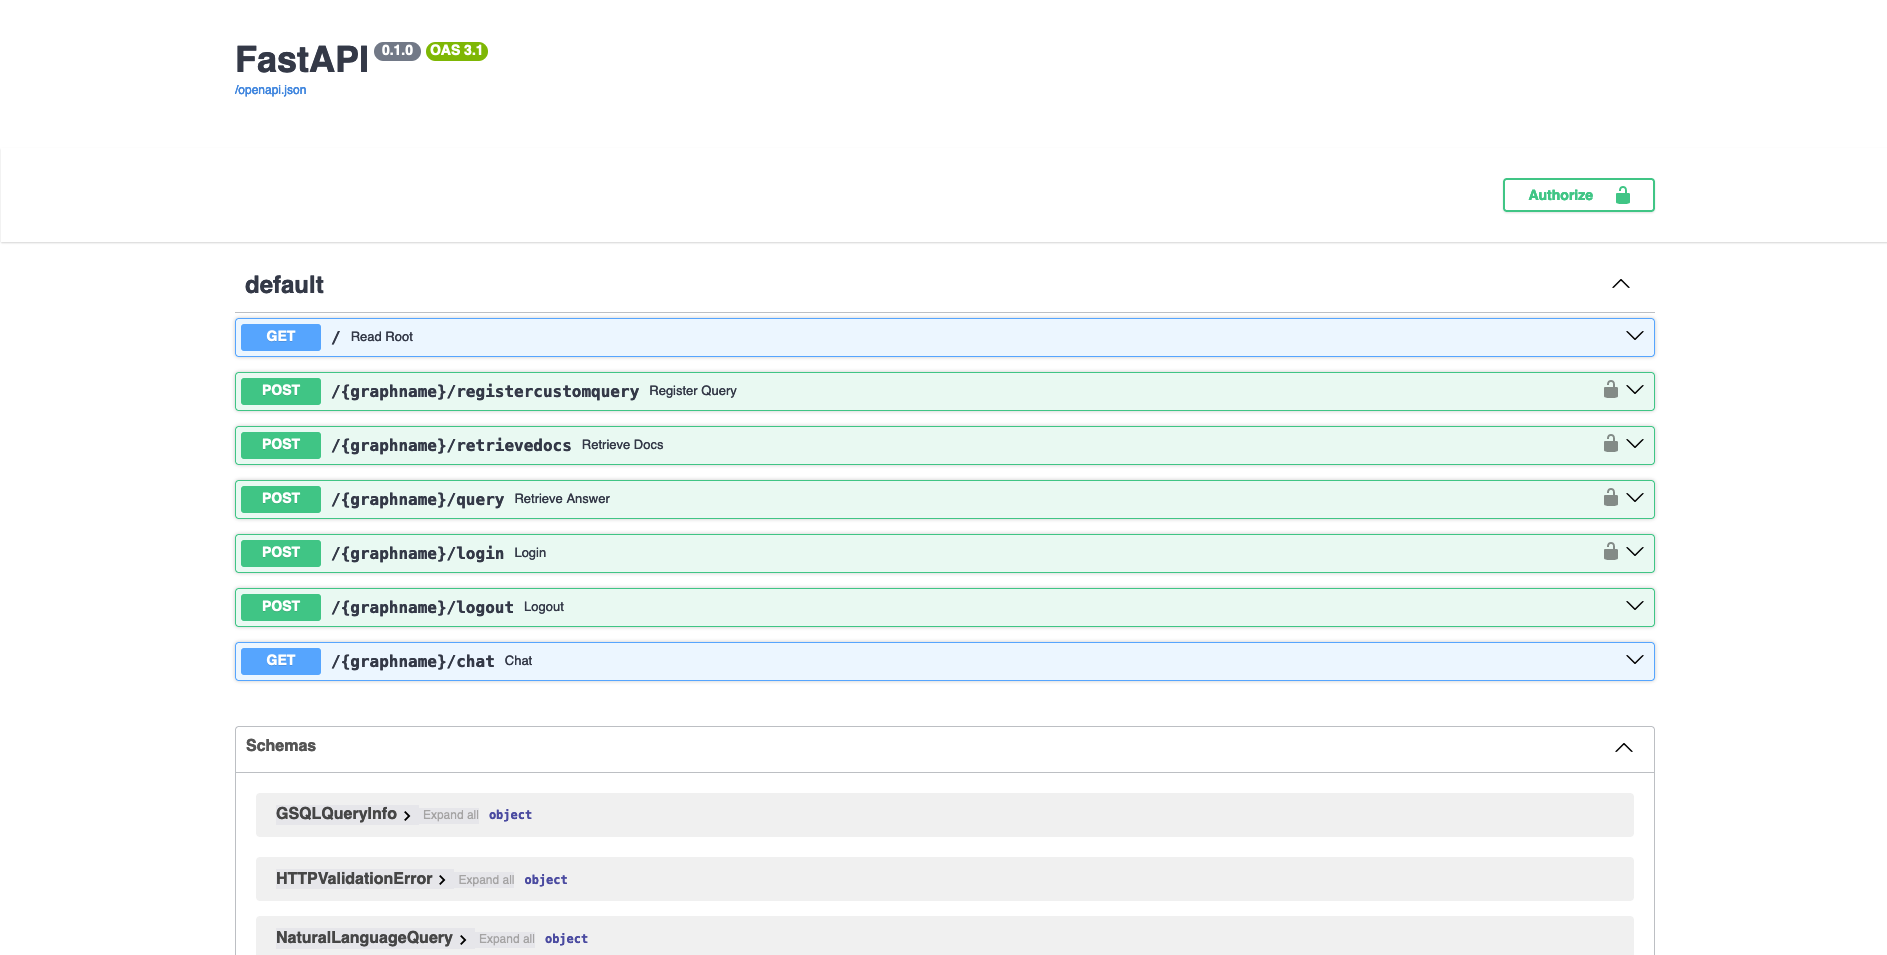 FastAPI 0.1.0 OAS 3.1
/openapi.json
Authorize
default
GET / Read Root
POST /{graphname}/registercustomquery Register Query
POST /{graphname}/retrievedocs Retrieve Docs
POST /{graphname}/query Retrieve Answer
POST /{graphname}/login Login
POST /{graphname}/logout Logout
GET /{graphname}/chat Chat
Schemas
GSQLQueryInfo Expand all object
HTTPValidationError Expand all object
NaturalLanguageQuery Expand all object